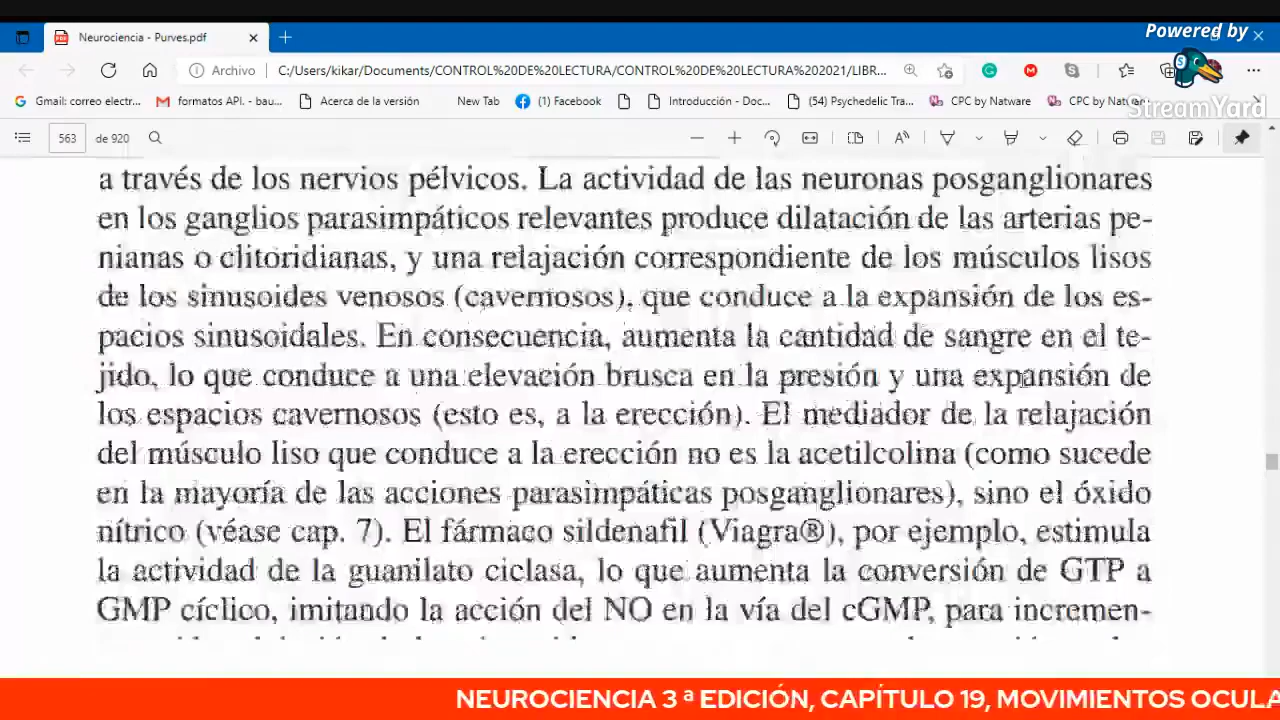 Powered by
Neurociencia - Purves.pdf
Archivo
C:/Users/kikar/Documents/CONTROL%20DE%20LECTURA/CONTROL%20DE%20LECTURA%202021/LIBR...
StreamYard
Gmail: correo electr...
formatos API. - bau...
Acerca de la versión
New Tab
(1) Facebook
Introducción - Doc...
(54) Psychedelic Tra...
CPC by Natware
CPC by Natware
563
de 920
a través de los nervios pélvicos. La actividad de las neuronas posganglionares
en los ganglios parasimpáticos relevantes produce dilatación de las arterias pe-
nianas o clitoridianas, y una relajación correspondiente de los músculos lisos
de los sinusoides venosos (cavernosos), que conduce a la expansión de los es-
pacios sinusoidales. En consecuencia, aumenta la cantidad de sangre en el te-
jido, lo que conduce a una elevación brusca en la presión y una expansión de
los espacios cavernosos (esto es, a la erección). El mediador de la relajación
del músculo liso que conduce a la erección no es la acetilcolina (como sucede
en la mayoría de las acciones parasimpáticas posganglionares), sino el óxido
nítrico (véase cap. 7). El fármaco sildenafil (Viagra®), por ejemplo, estimula
la actividad de la guanilato ciclasa, lo que aumenta la conversión de GTP a
GMP cíclico, imitando la acción del NO en la vía del cGMP, para incremen-
NEUROCIENCIA 3 ª EDICIÓN, CAPÍTULO 19, MOVIMIENTOS OCULA